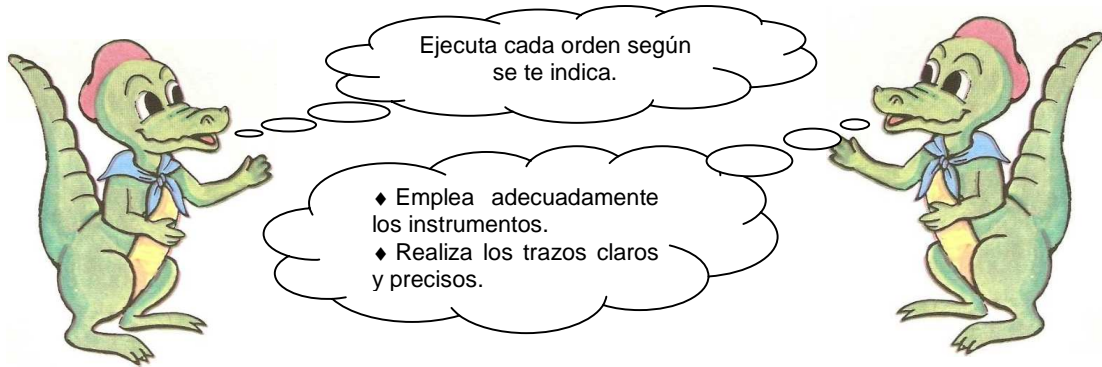 Ejecuta cada orden según
se te indica.
♦ Emplea adecuadamente
los instrumentos.
♦ Realiza los trazos claros
y precisos.